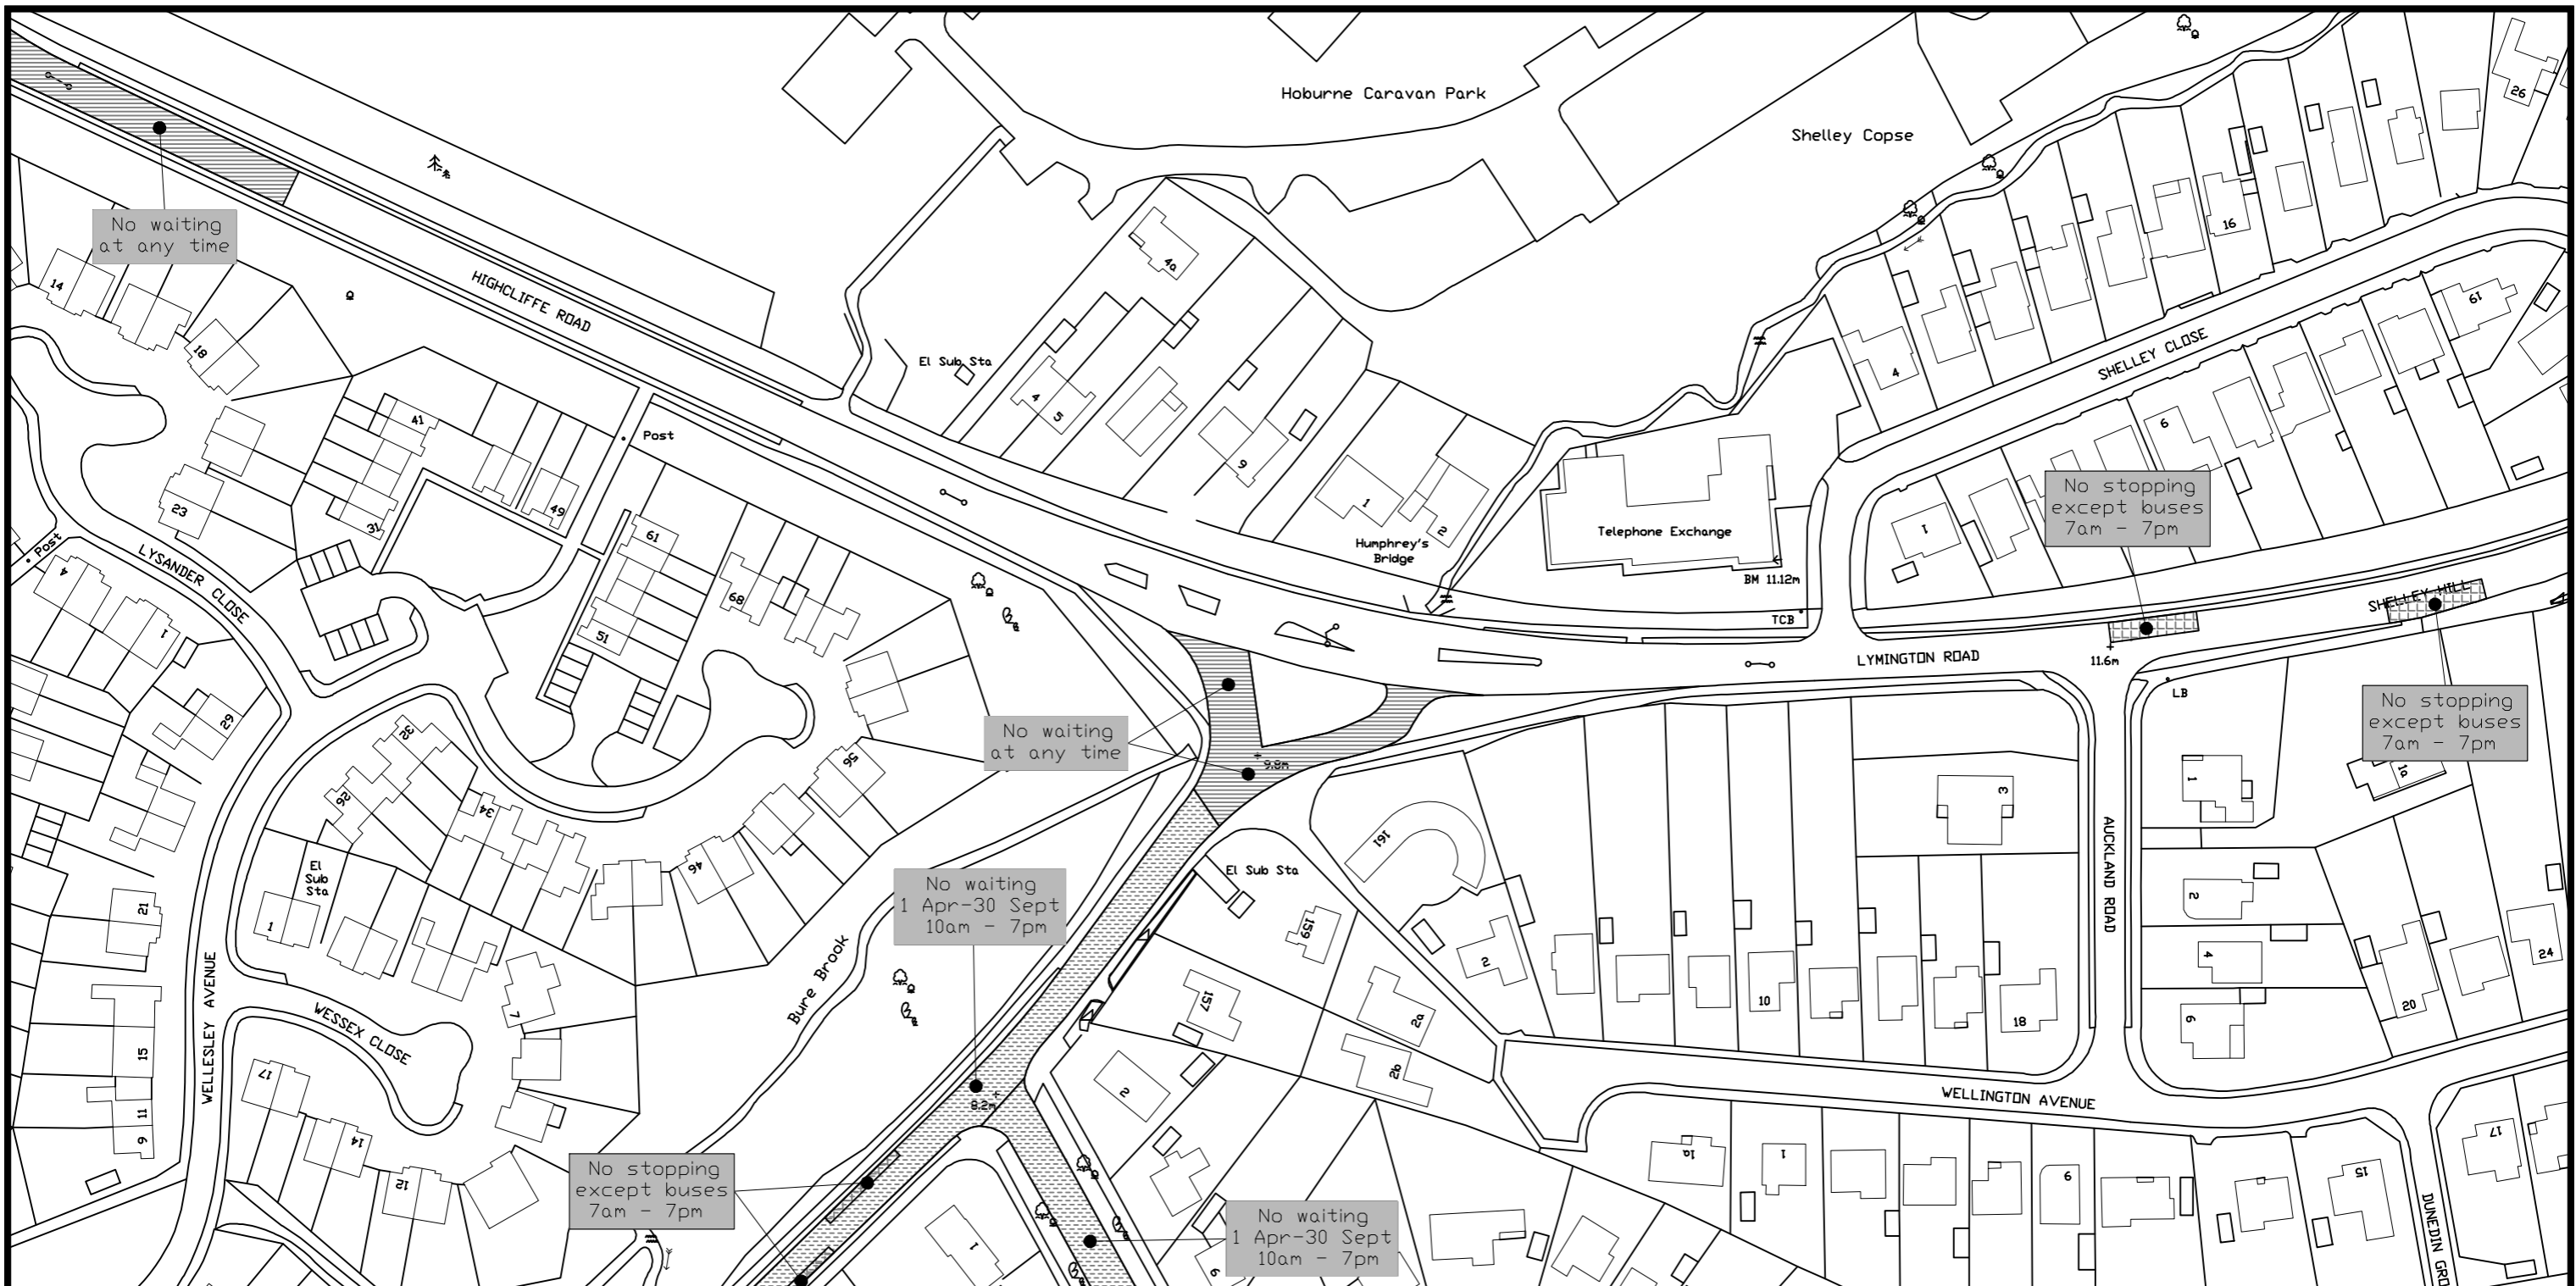 Hoburne Caravan Park
Shelley Copse
26
16
No waiting
at any time
4a
14
HIGHCLIFFE ROAD
18
El Sub Sta
4
5
4
SHELLEY CLOSE
19
6
41
Post
9
49
31
23
1
2
Humphrey's
Bridge
Telephone Exchange
BM 11.12m
TCB
1
No stopping
except buses
7am - 7pm
SHELLEY HILL
11.6m
LYMINGTON ROAD
LB
No stopping
except buses
7am - 7pm
Post
LYSANDER CLOSE
4
1
61
68
51
29
No waiting
at any time
9.8m
32
26
34
56
46
El
Sub
Sta
1
21
WELLESLEY AVENUE
15
11
9
WESSEX CLOSE
7
17
14
12
Bure Brook
No waiting
1 Apr-30 Sept
10am - 7pm
El Sub Sta
161
159
157
2
2a
2b
2
8.2m
3
1
1a
AUCKLAND ROAD
2
4
6
10
18
20
24
WELLINGTON AVENUE
1a
1
9
15
17
DUNEDIN GRO
No stopping
except buses
7am - 7pm
1
No waiting
1 Apr-30 Sept
10am - 7pm
6